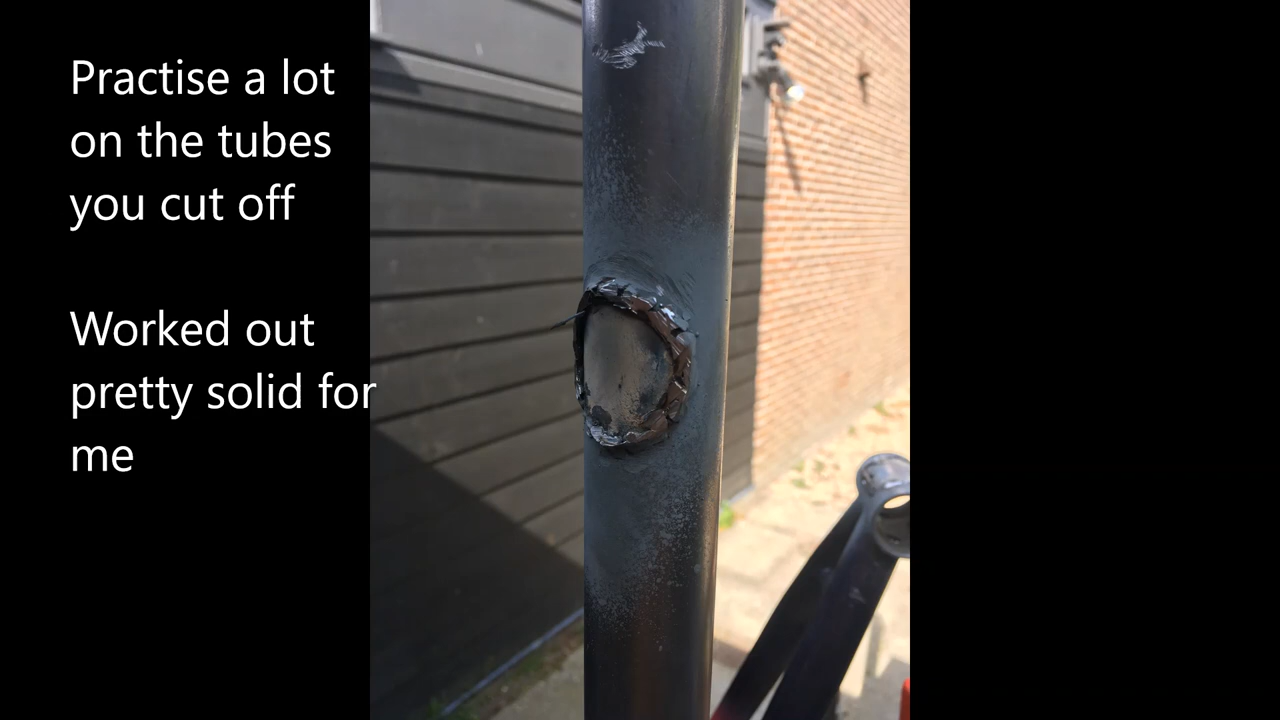 Practise a lot
on the tubes
you cut off
Worked out
pretty solid for
me